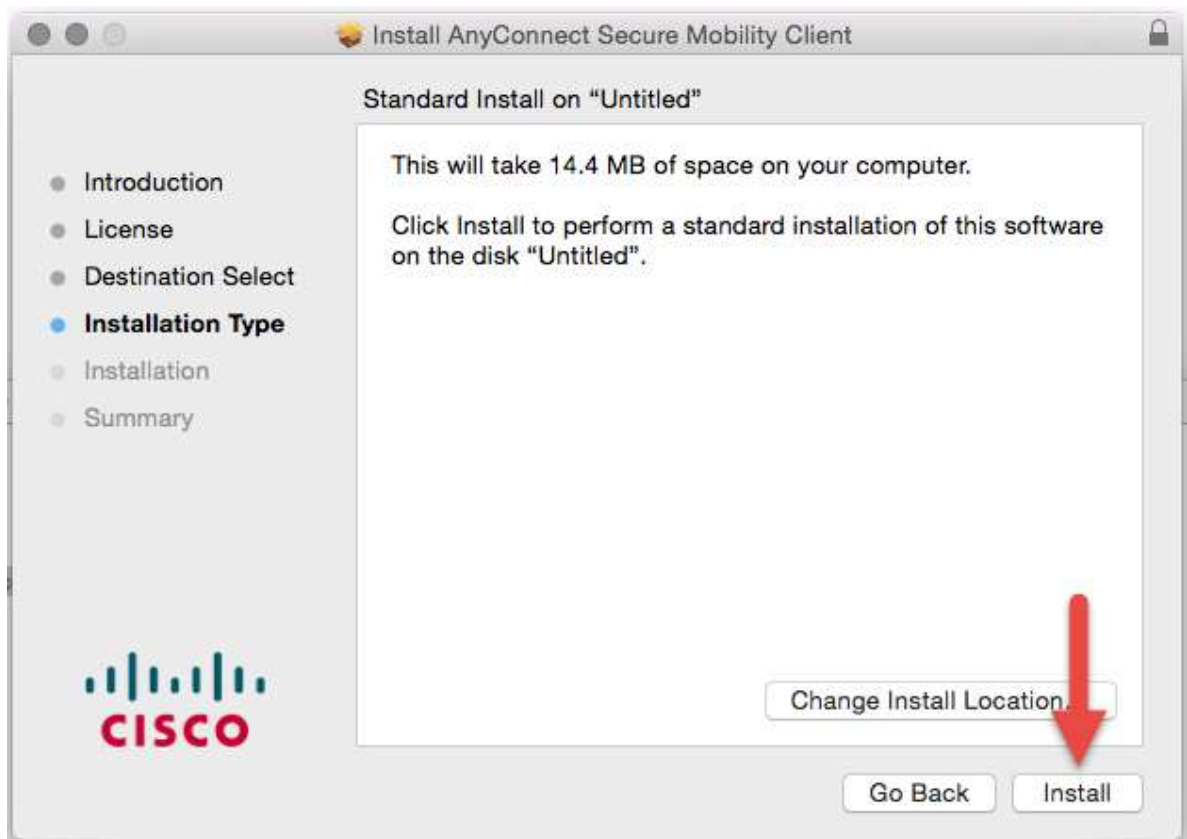 Install AnyConnect Secure Mobility Client
Standard Install on “Untitled”
Introduction
License
Destination Select
Installation Type
Installation
Summary
This will take 14.4 MB of space on your computer.
Click Install to perform a standard installation of this software
on the disk “Untitled”.
Change Install Location
CISCO
Go Back
Install